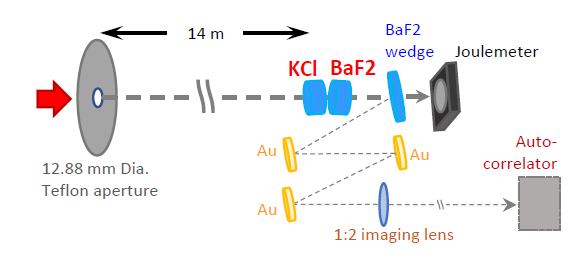 14 m
BaF2
wedge
Joulemeter
KCl BaF2
12.88 mm Dia.
Teflon aperture
Au
Au
Au
Auto-
correlator
1:2 imaging lens